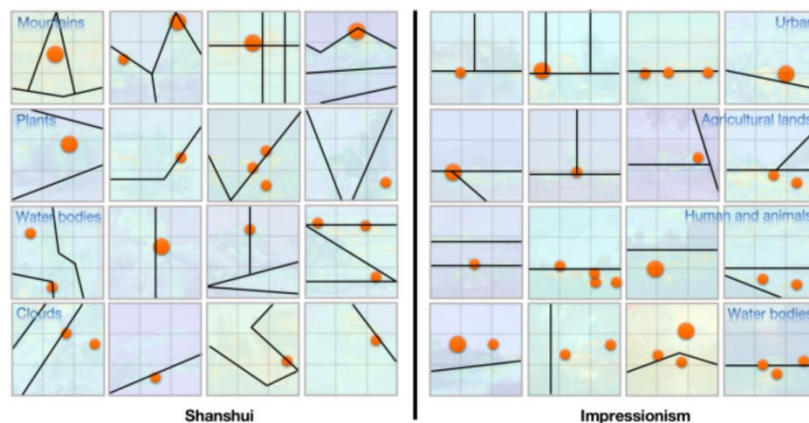 Mountains
Urban
Plants
Agricultural lands
Water bodies
Human and animals
Clouds
Water bodies
Shanshui
Impressionism